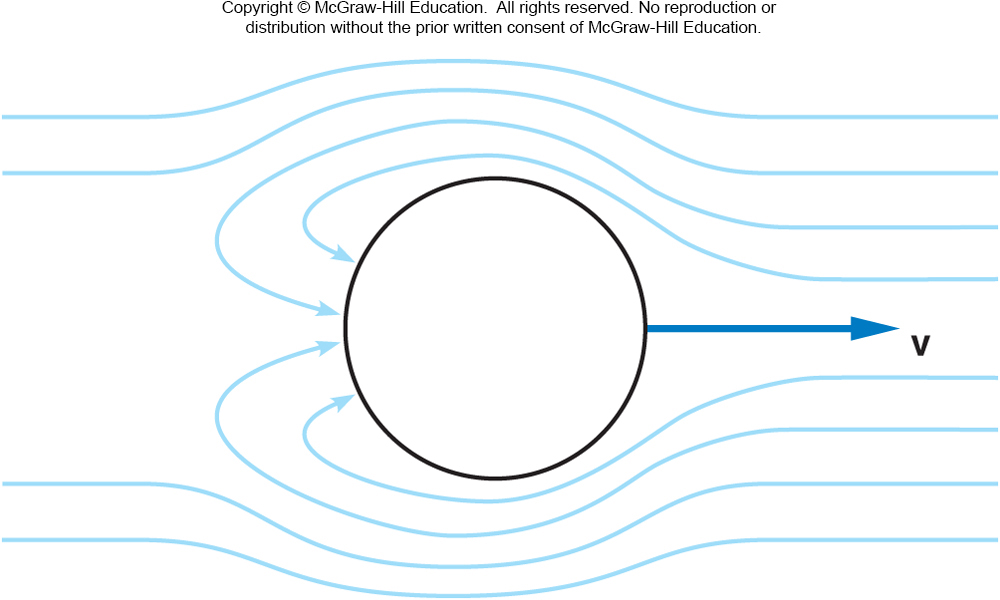 Copyright © McGraw-Hill Education.  All rights reserved. No reproduction or
distribution without the prior written consent of McGraw-Hill Education.
v